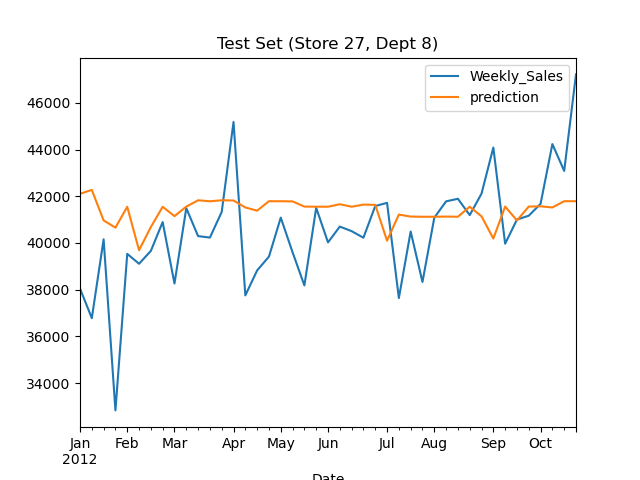 Test Set (Store 27, Dept 8)
Weekly_Sales
prediction
46000
44000
42000
40000
38000
36000
34000
Jan Feb Mar Apr May Jun Jul Aug Sep Oct
2012
Date